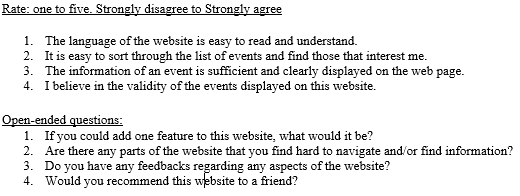 Rate: one to five. Strongly disagree to Strongly agree
1. The language of the website is easy to read and understand.
2. It is easy to sort through the list of events and find those that interest me.
3. The information of an event is sufficient and clearly displayed on the web page.
4. I believe in the validity of the events displayed on this website.
Open-ended questions:
1. If you could add one feature to this website, what would it be?
2. Are there any parts of the website that you find hard to navigate and/or find information?
3. Do you have any feedbacks regarding any aspects of the website?
4. Would you recommend this website to a friend?